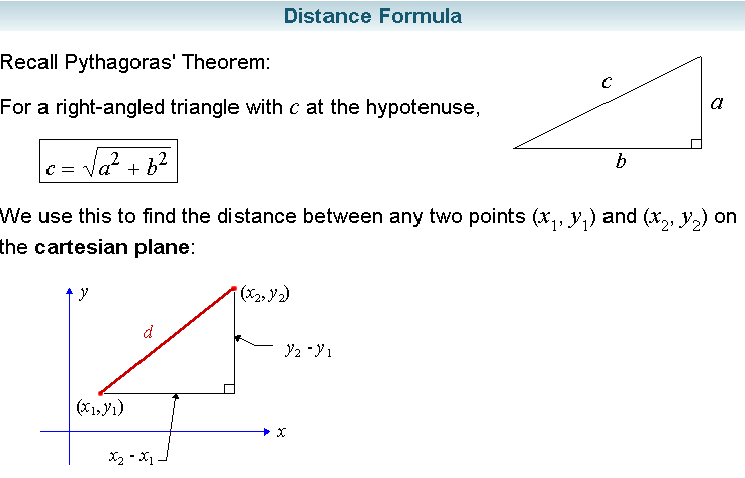 Distance Formula
Recall Pythagoras' Theorem:
For a right-angled triangle with c at the hypotenuse,
c
a
b
c = √a² + b²
We use this to find the distance between any two points (x₁, y₁) and (x₂, y₂) on
the cartesian plane:
y
(x₂, y₂)
d
y₂ - y₁
(x₁, y₁)
x
x₂ - x₁